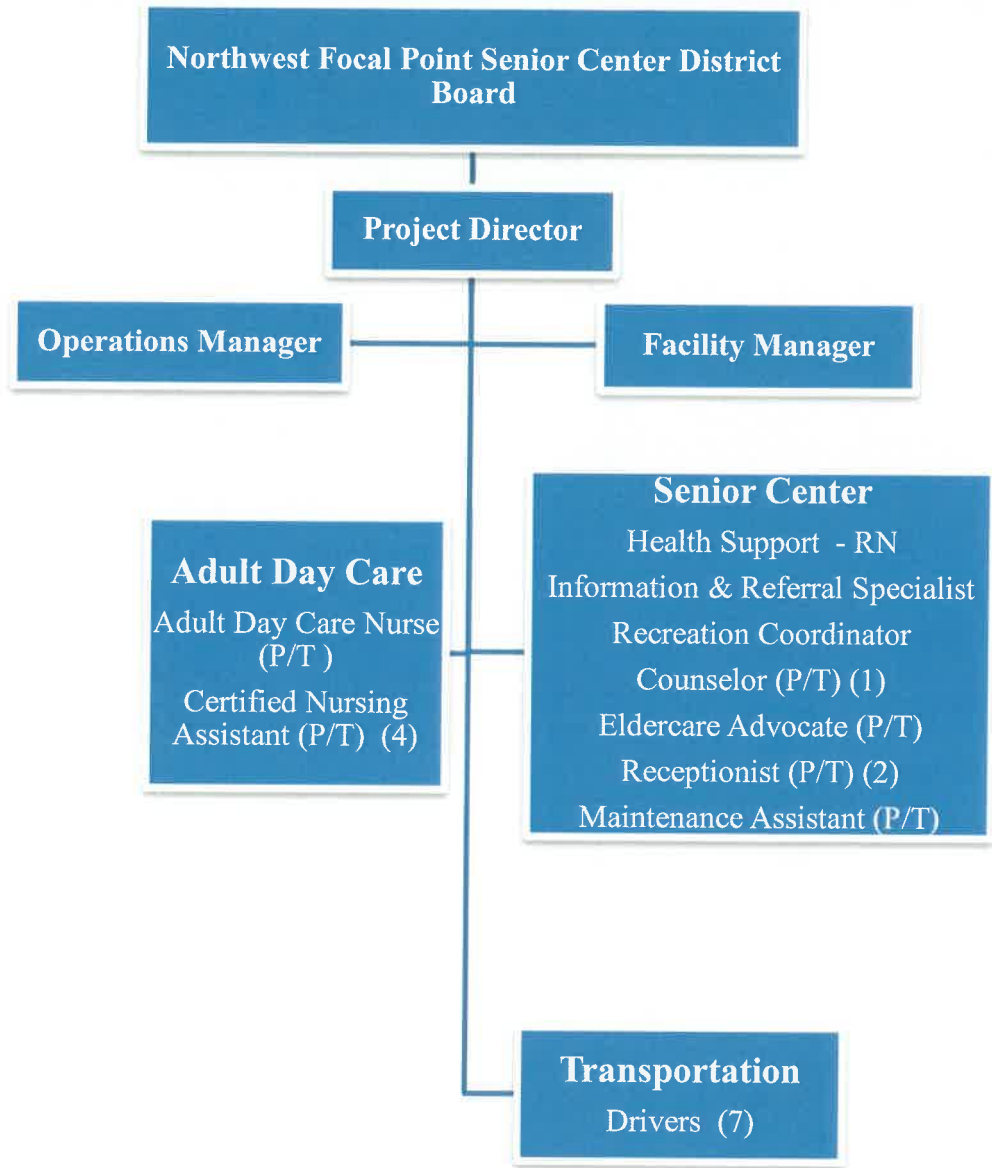 Northwest Focal Point Senior Center District
Board
Project Director
Operations Manager
Facility Manager
Adult Day Care
Adult Day Care Nurse
(P/T )
Certified Nursing
Assistant (P/T) (4)
Senior Center
Health Support - RN
Information & Referral Specialist
Recreation Coordinator
Counselor (P/T) (1)
Eldercare Advocate (P/T)
Receptionist (P/T) (2)
Maintenance Assistant (P/T)
Transportation
Drivers (7)